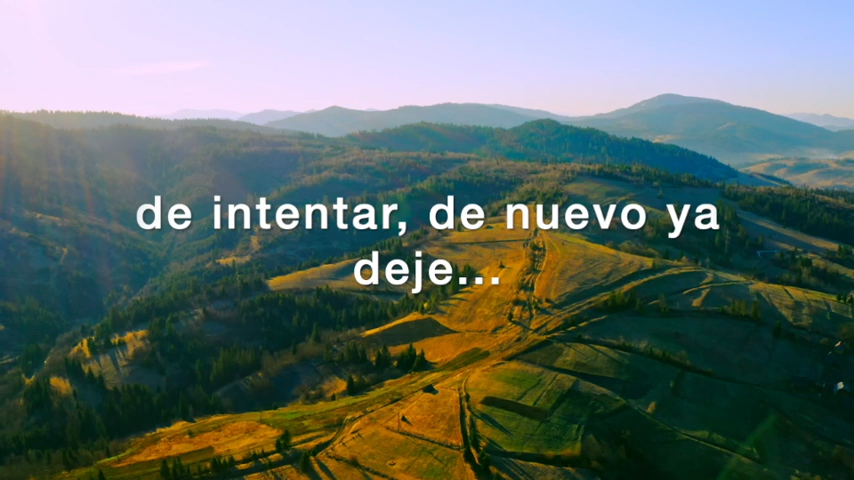 de intentar, de nuevo ya
deje...